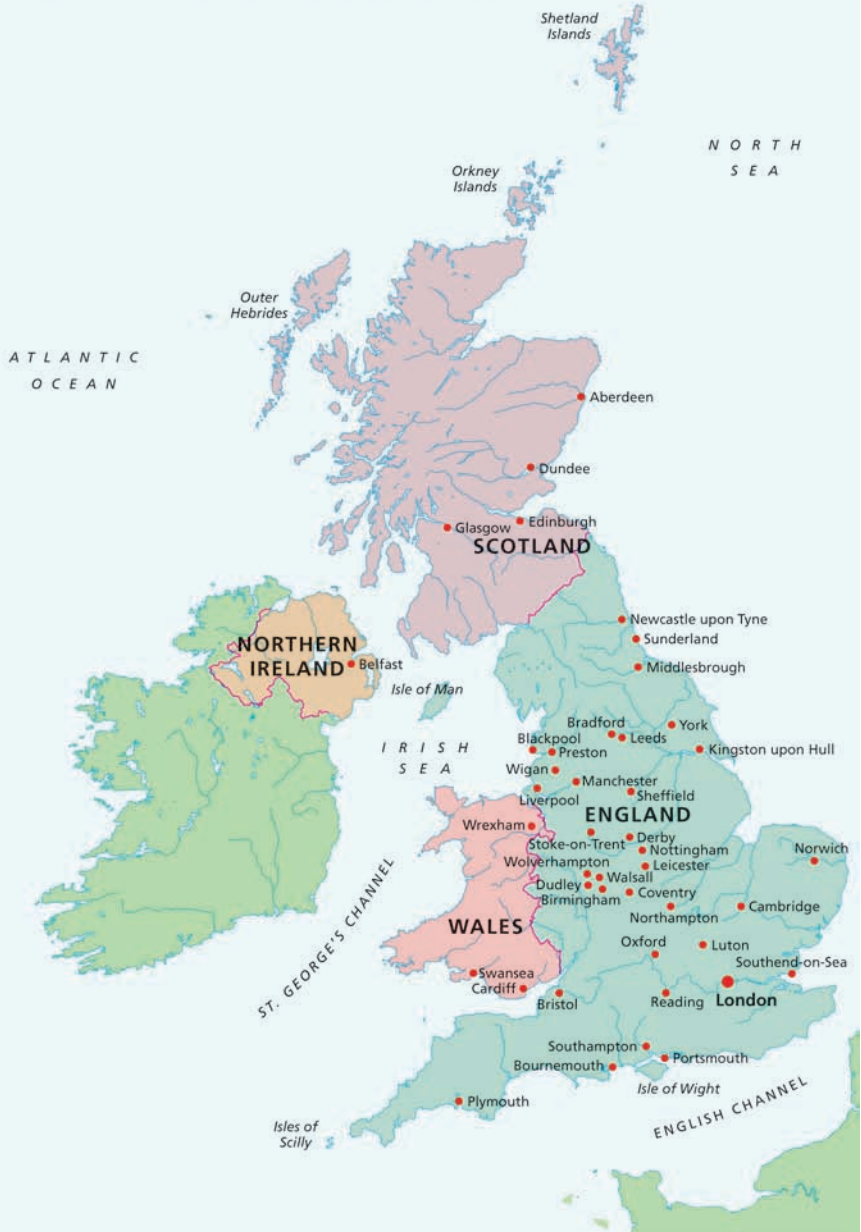 Shetland
Islands
NORTH
SEA
Orkney
Islands
Outer
Hebrides
ATLANTIC
OCEAN
Aberdeen
Dundee
Edinburgh
Glasgow
SCOTLAND
Newcastle upon Tyne
Sunderland
NORTHERN
IRELAND
Belfast
Middlesbrough
Isle of Man
York
Bradford
Leeds
Blackpool
Preston
Kingston upon Hull
IRISH
SEA
Wigan
Manchester
Sheffield
Liverpool
ENGLAND
Wrexham
Stoke-on-Trent
Derby
Nottingham
Norwich
Wolverhampton
Leicester
Walsall
Dudley
Birmingham
Coventry
Northampton
Cambridge
WALES
ST. GEORGE'S CHANNEL
Oxford
Luton
Southend-on-Sea
Swansea
Cardiff
Bristol
Reading
London
Southampton
Portsmouth
Bournemouth
Isle of Wight
Plymouth
ENGLISH CHANNEL
Isles of
Scilly